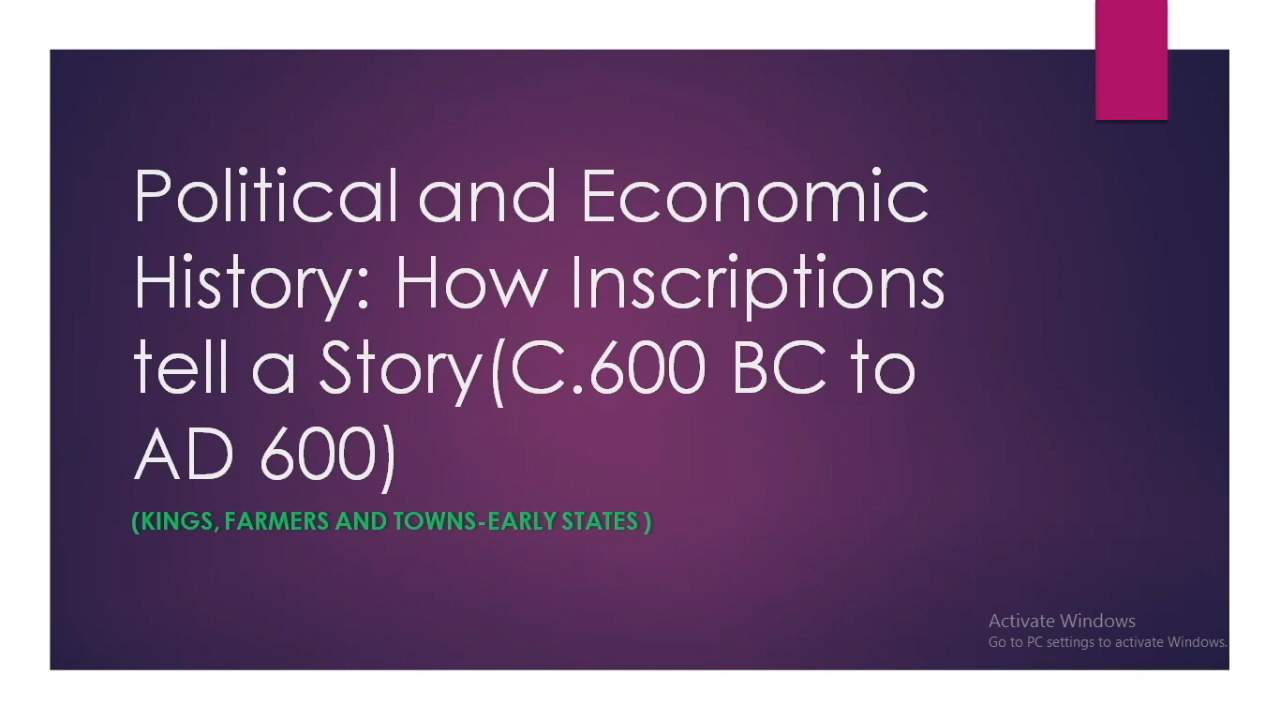 Political and Economic
History: How Inscriptions
tell a Story(C.600 BC to
AD 600)
(KINGS, FARMERS AND TOWNS-EARLY STATES )
Activate Windows
Go to PC settings to activate Windows.